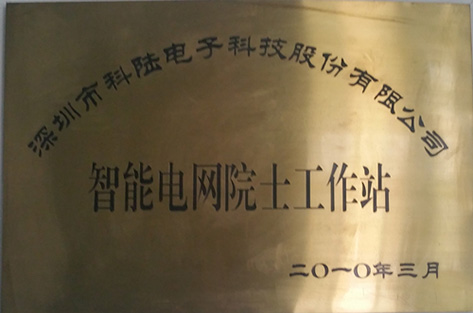 深圳市科陆电子科技股份有限公司
智能电网院士工作站
二〇一〇年三月